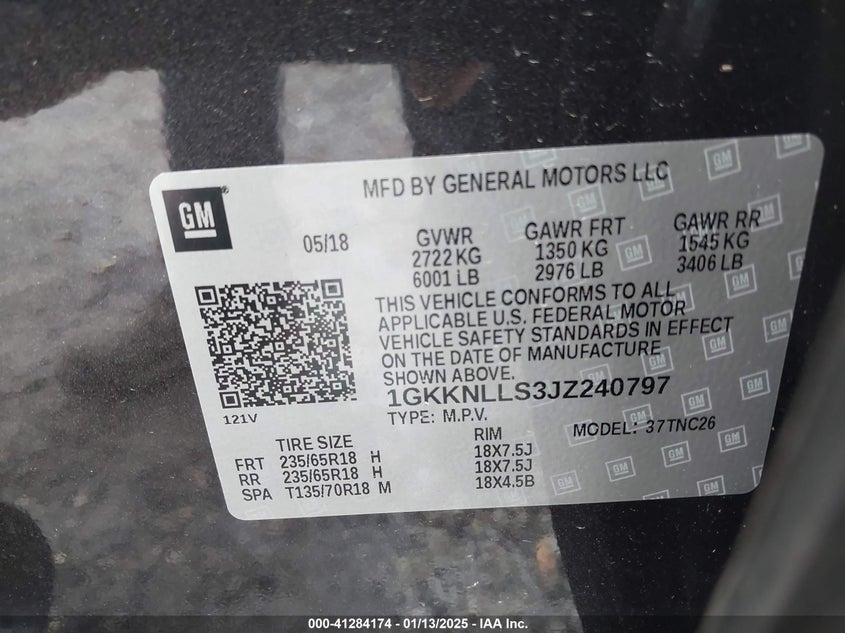 MFD BY GENERAL MOTORS LLC
GM
05/18
GVWR GAWR FRT GAWR RR
2722 KG 1350 KG 1545 KG
6001 LB 2976 LB 3406 LB
THIS VEHICLE CONFORMS TO ALL
APPLICABLE U.S. FEDERAL MOTOR
VEHICLE SAFETY STANDARDS IN EFFECT
ON THE DATE OF MANUFACTURE
SHOWN ABOVE.
1GKKNLLS3JZ240797
121V
TYPE: M.P.V. MODEL: 37TNC26
TIRE SIZE RIM
FRT 235/65R18 H 18X7.5J
RR 235/65R18 H 18X7.5J
SPA T135/70R18 M 18X4.5B
000-41284174 — 01/13/2025 - IAA Inc.